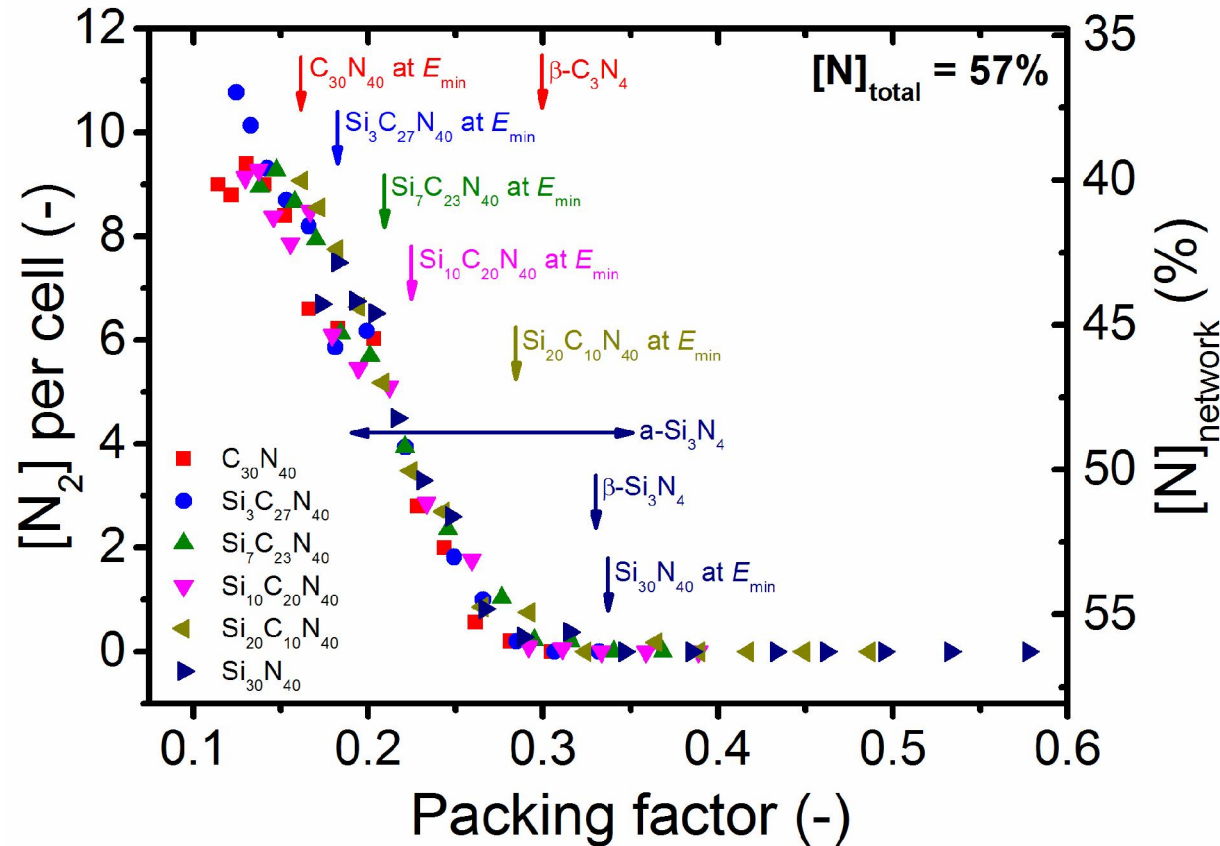 [N]total = 57%
C30N40 at Emin
β-C3N4
Si3C27N40 at Emin
Si7C23N40 at Emin
Si10C20N40 at Emin
Si20C10N40 at Emin
a-Si3N4
β-Si3N4
Si30N40 at Emin
C30N40
Si3C27N40
Si7C23N40
Si10C20N40
Si20C10N40
Si30N40
[N2] per cell (-)
12
10
8
6
4
2
0
[N]network (%)
35
40
45
50
55
0.1 0.2 0.3 0.4 0.5 0.6
Packing factor (-)